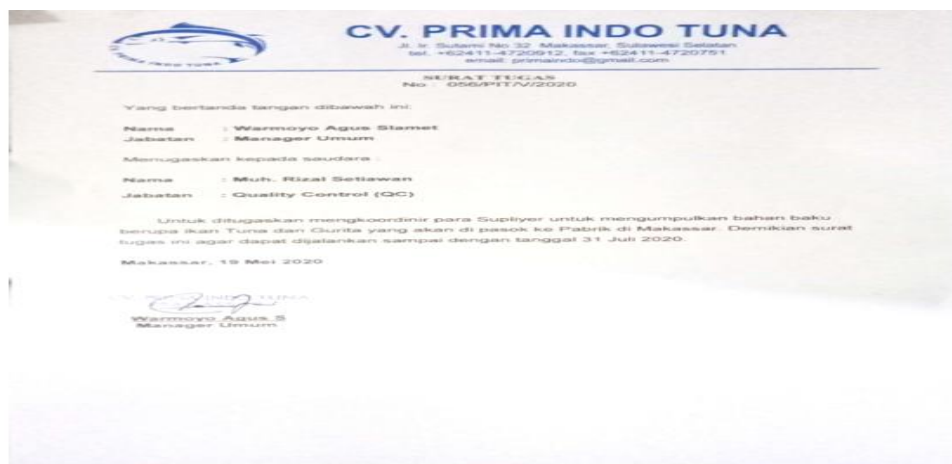 CV. PRIMA INDO TUNA
Jl. Ir. Sutami No 32 Makassar, Sulawesi Selatan
tel. +62411-4720912, fax +62411-4720751
email: primaindo@gmail.com
PRIMA INDO TUNA
SURAT TUGAS
No : 056/PIT/V/2020
Yang bertanda tangan dibawah ini:
Nama : Warmoyo Agus Slamet
Jabatan : Manager Umum
Menugaskan kepada saudara :
Nama : Muh. Rizal Setiawan
Jabatan : Quality Control (QC)
Untuk ditugaskan mengkoordinir para Supliyer untuk mengumpulkan bahan baku
berupa ikan Tuna dan Gurita yang akan di pasok ke Pabrik di Makassar. Demikian surat
tugas ini agar dapat dijalankan sampai dengan tanggal 31 Juli 2020.
Makassar, 19 Mei 2020
INDO TUNA
Warmoyo Agus S
Manager Umum